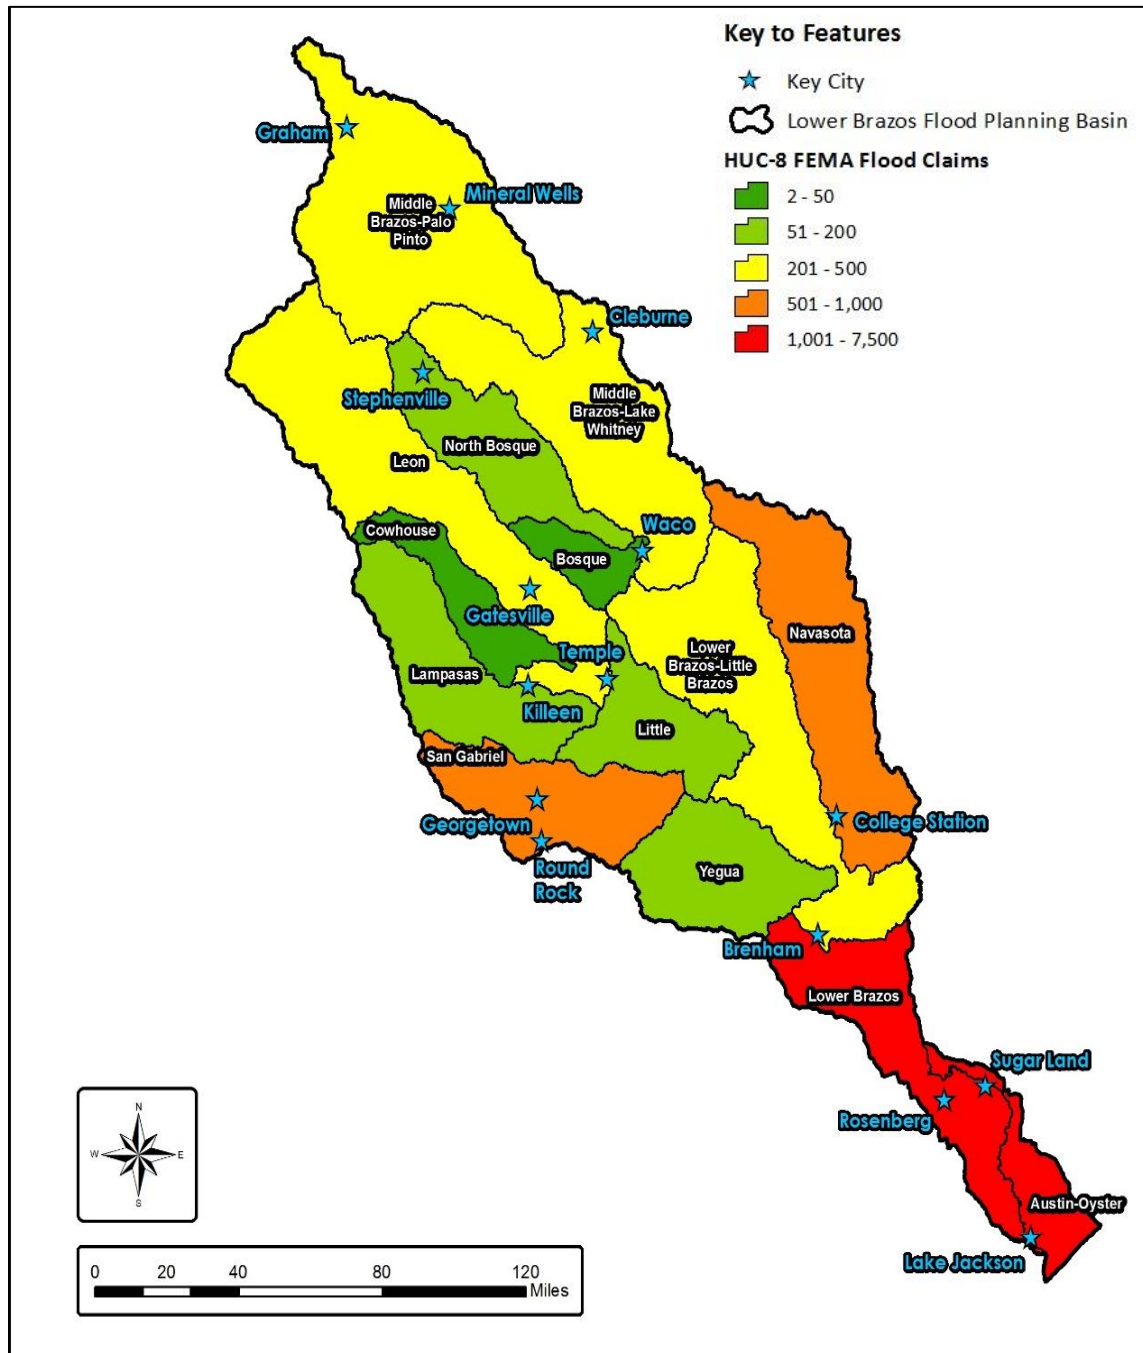 Key to Features
Key City
Lower Brazos Flood Planning Basin
HUC-8 FEMA Flood Claims
2 - 50
51 - 200
201 - 500
501 - 1,000
1,001 - 7,500
Graham
Mineral Wells
Middle
Brazos-Palo
Pinto
Cleburne
Stephenville
Middle
Brazos-Lake
Whitney
North Bosque
Leon
Cowhouse
Waco
Bosque
Gatesville
Navasota
Temple
Lower
Brazos-Little
Brazos
Lampasas
Killeen
Little
San Gabriel
Georgetown
College Station
Round
Rock
Yegua
Brenham
Lower Brazos
Sugar Land
Rosenberg
Austin-Oyster
Lake Jackson
N
W
E
S
0 20 40 80 120
Miles